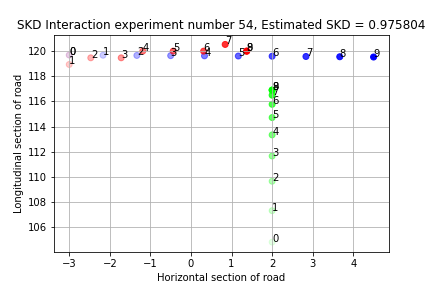 SKD Interaction experiment number 54, Estimated SKD = 0.975804
Longitudinal section of road
120
118
116
114
112
110
108
106
0 1 2 3 4 5 6 7 8 9
0 1 2 3 4 5 6 7 8
0 1 2 3 4 5 6 7 8
−3 −2 −1 0 1 2 3 4
Horizontal section of road